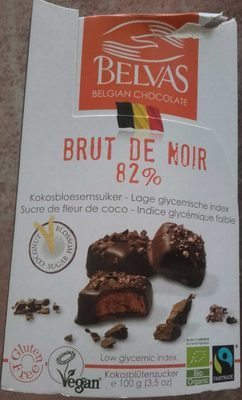 BELVAS
BELGIAN CHOCOLATE
BRUT DE NOIR
82%
Kokosbloesemsuiker - Lage glycemische index
Sucre de fleur de coco - Indice glycémique faible
COCONUT BLOSSOM SUGAR
Gluten Free
Vegan
Low glycemic index
Kokosblütenzucker
e 100 g (3.5 oz)
Bio
Organic
FAIRTRADE